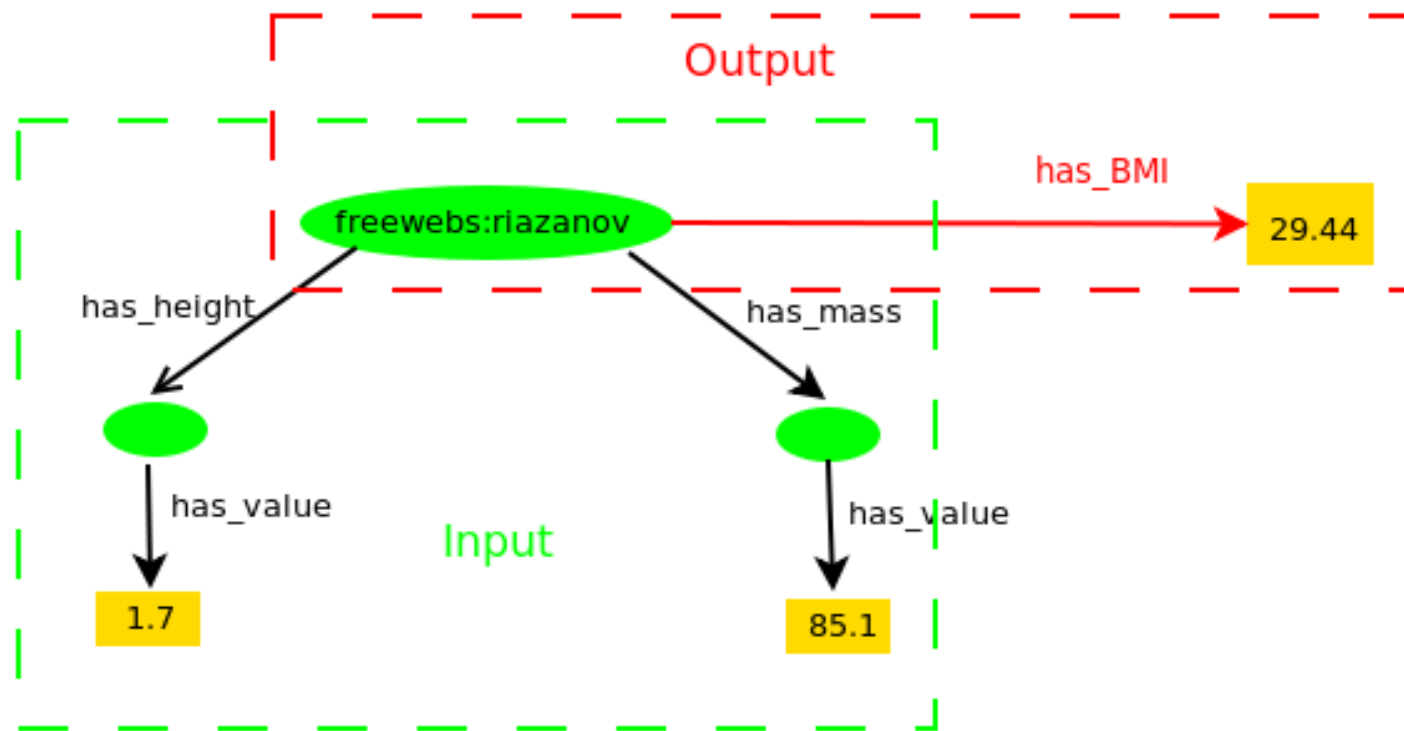 Output
has_BMI
freewebs:riazanov
29.44
has_height
has_mass
has_value
has_value
Input
1.7
85.1